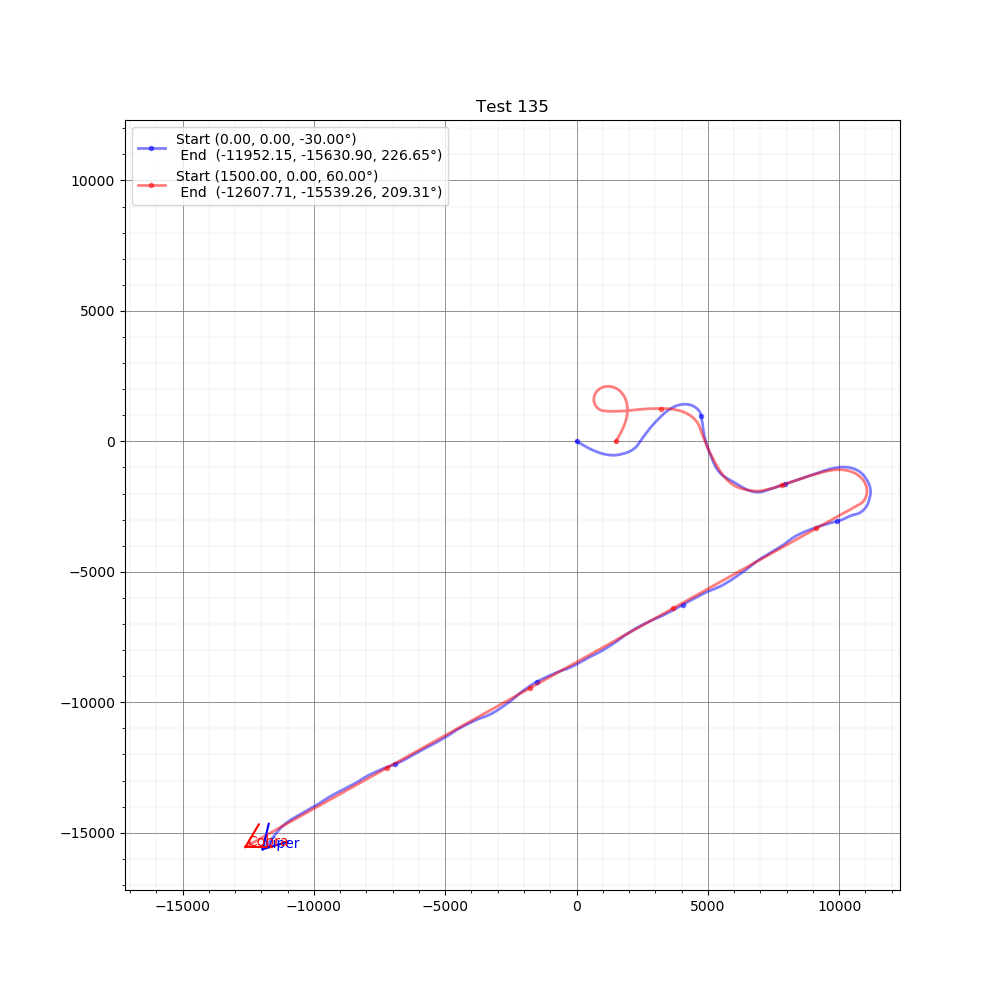 Test 135
Start (0.00, 0.00, -30.00°)
End (-11952.15, -15630.90, 226.65°)
Start (1500.00, 0.00, 60.00°)
End (-12607.71, -15539.26, 209.31°)
10000
5000
0
−5000
−10000
−15000
Cobra
Viper
−15000
−10000
−5000
0
5000
10000